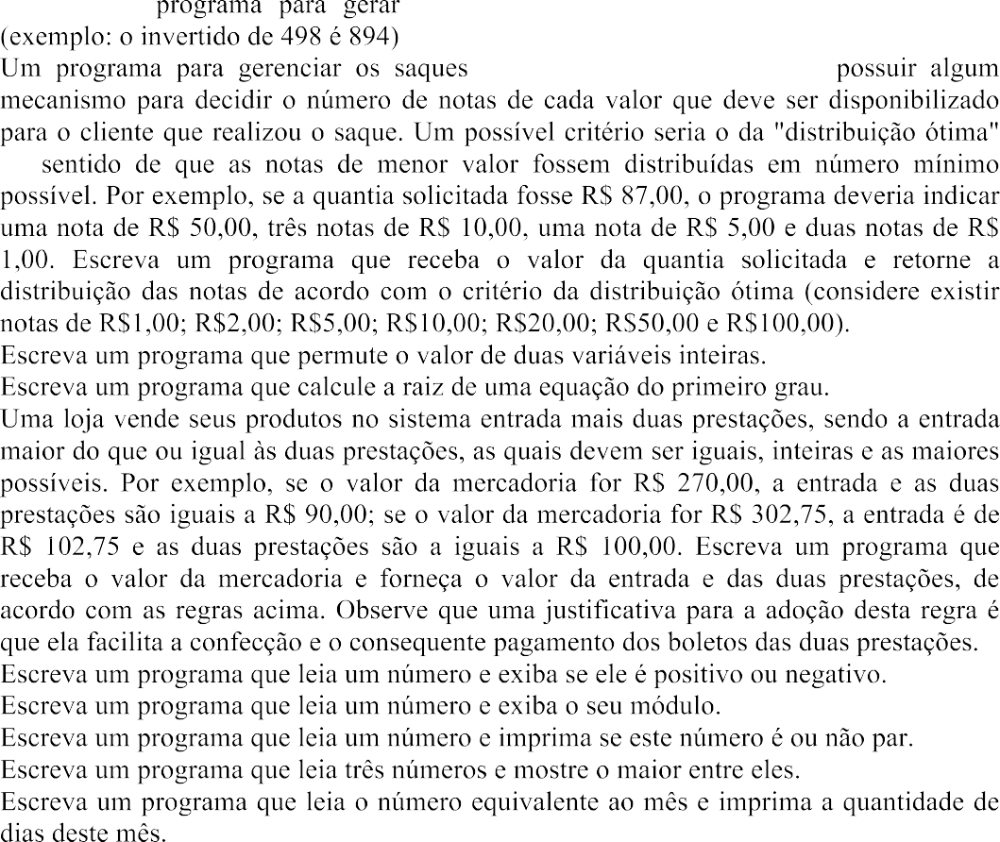 programa para gerar
(exemplo: o invertido de 498 é 894)
Um programa para gerenciar os saques possuir algum
mecanismo para decidir o número de notas de cada valor que deve ser disponibilizado
para o cliente que realizou o saque. Um possível critério seria o da "distribuição ótima"
sentido de que as notas de menor valor fossem distribuídas em número mínimo
possível. Por exemplo, se a quantia solicitada fosse R$ 87,00, o programa deveria indicar
uma nota de R$ 50,00, três notas de R$ 10,00, uma nota de R$ 5,00 e duas notas de R$
1,00. Escreva um programa que receba o valor da quantia solicitada e retorne a
distribuição das notas de acordo com o critério da distribuição ótima (considere existir
notas de R$1,00; R$2,00; R$5,00; R$10,00; R$20,00; R$50,00 e R$100,00).
Escreva um programa que permute o valor de duas variáveis inteiras.
Escreva um programa que calcule a raiz de uma equação do primeiro grau.
Uma loja vende seus produtos no sistema entrada mais duas prestações, sendo a entrada
maior do que ou igual às duas prestações, as quais devem ser iguais, inteiras e as maiores
possíveis. Por exemplo, se o valor da mercadoria for R$ 270,00, a entrada e as duas
prestações são iguais a R$ 90,00; se o valor da mercadoria for R$ 302,75, a entrada é de
R$ 102,75 e as duas prestações são a iguais a R$ 100,00. Escreva um programa que
receba o valor da mercadoria e forneça o valor da entrada e das duas prestações, de
acordo com as regras acima. Observe que uma justificativa para a adoção desta regra é
que ela facilita a confecção e o consequente pagamento dos boletos das duas prestações.
Escreva um programa que leia um número e exiba se ele é positivo ou negativo.
Escreva um programa que leia um número e exiba o seu módulo.
Escreva um programa que leia um número e imprima se este número é ou não par.
Escreva um programa que leia três números e mostre o maior entre eles.
Escreva um programa que leia o número equivalente ao mês e imprima a quantidade de
dias deste mês.